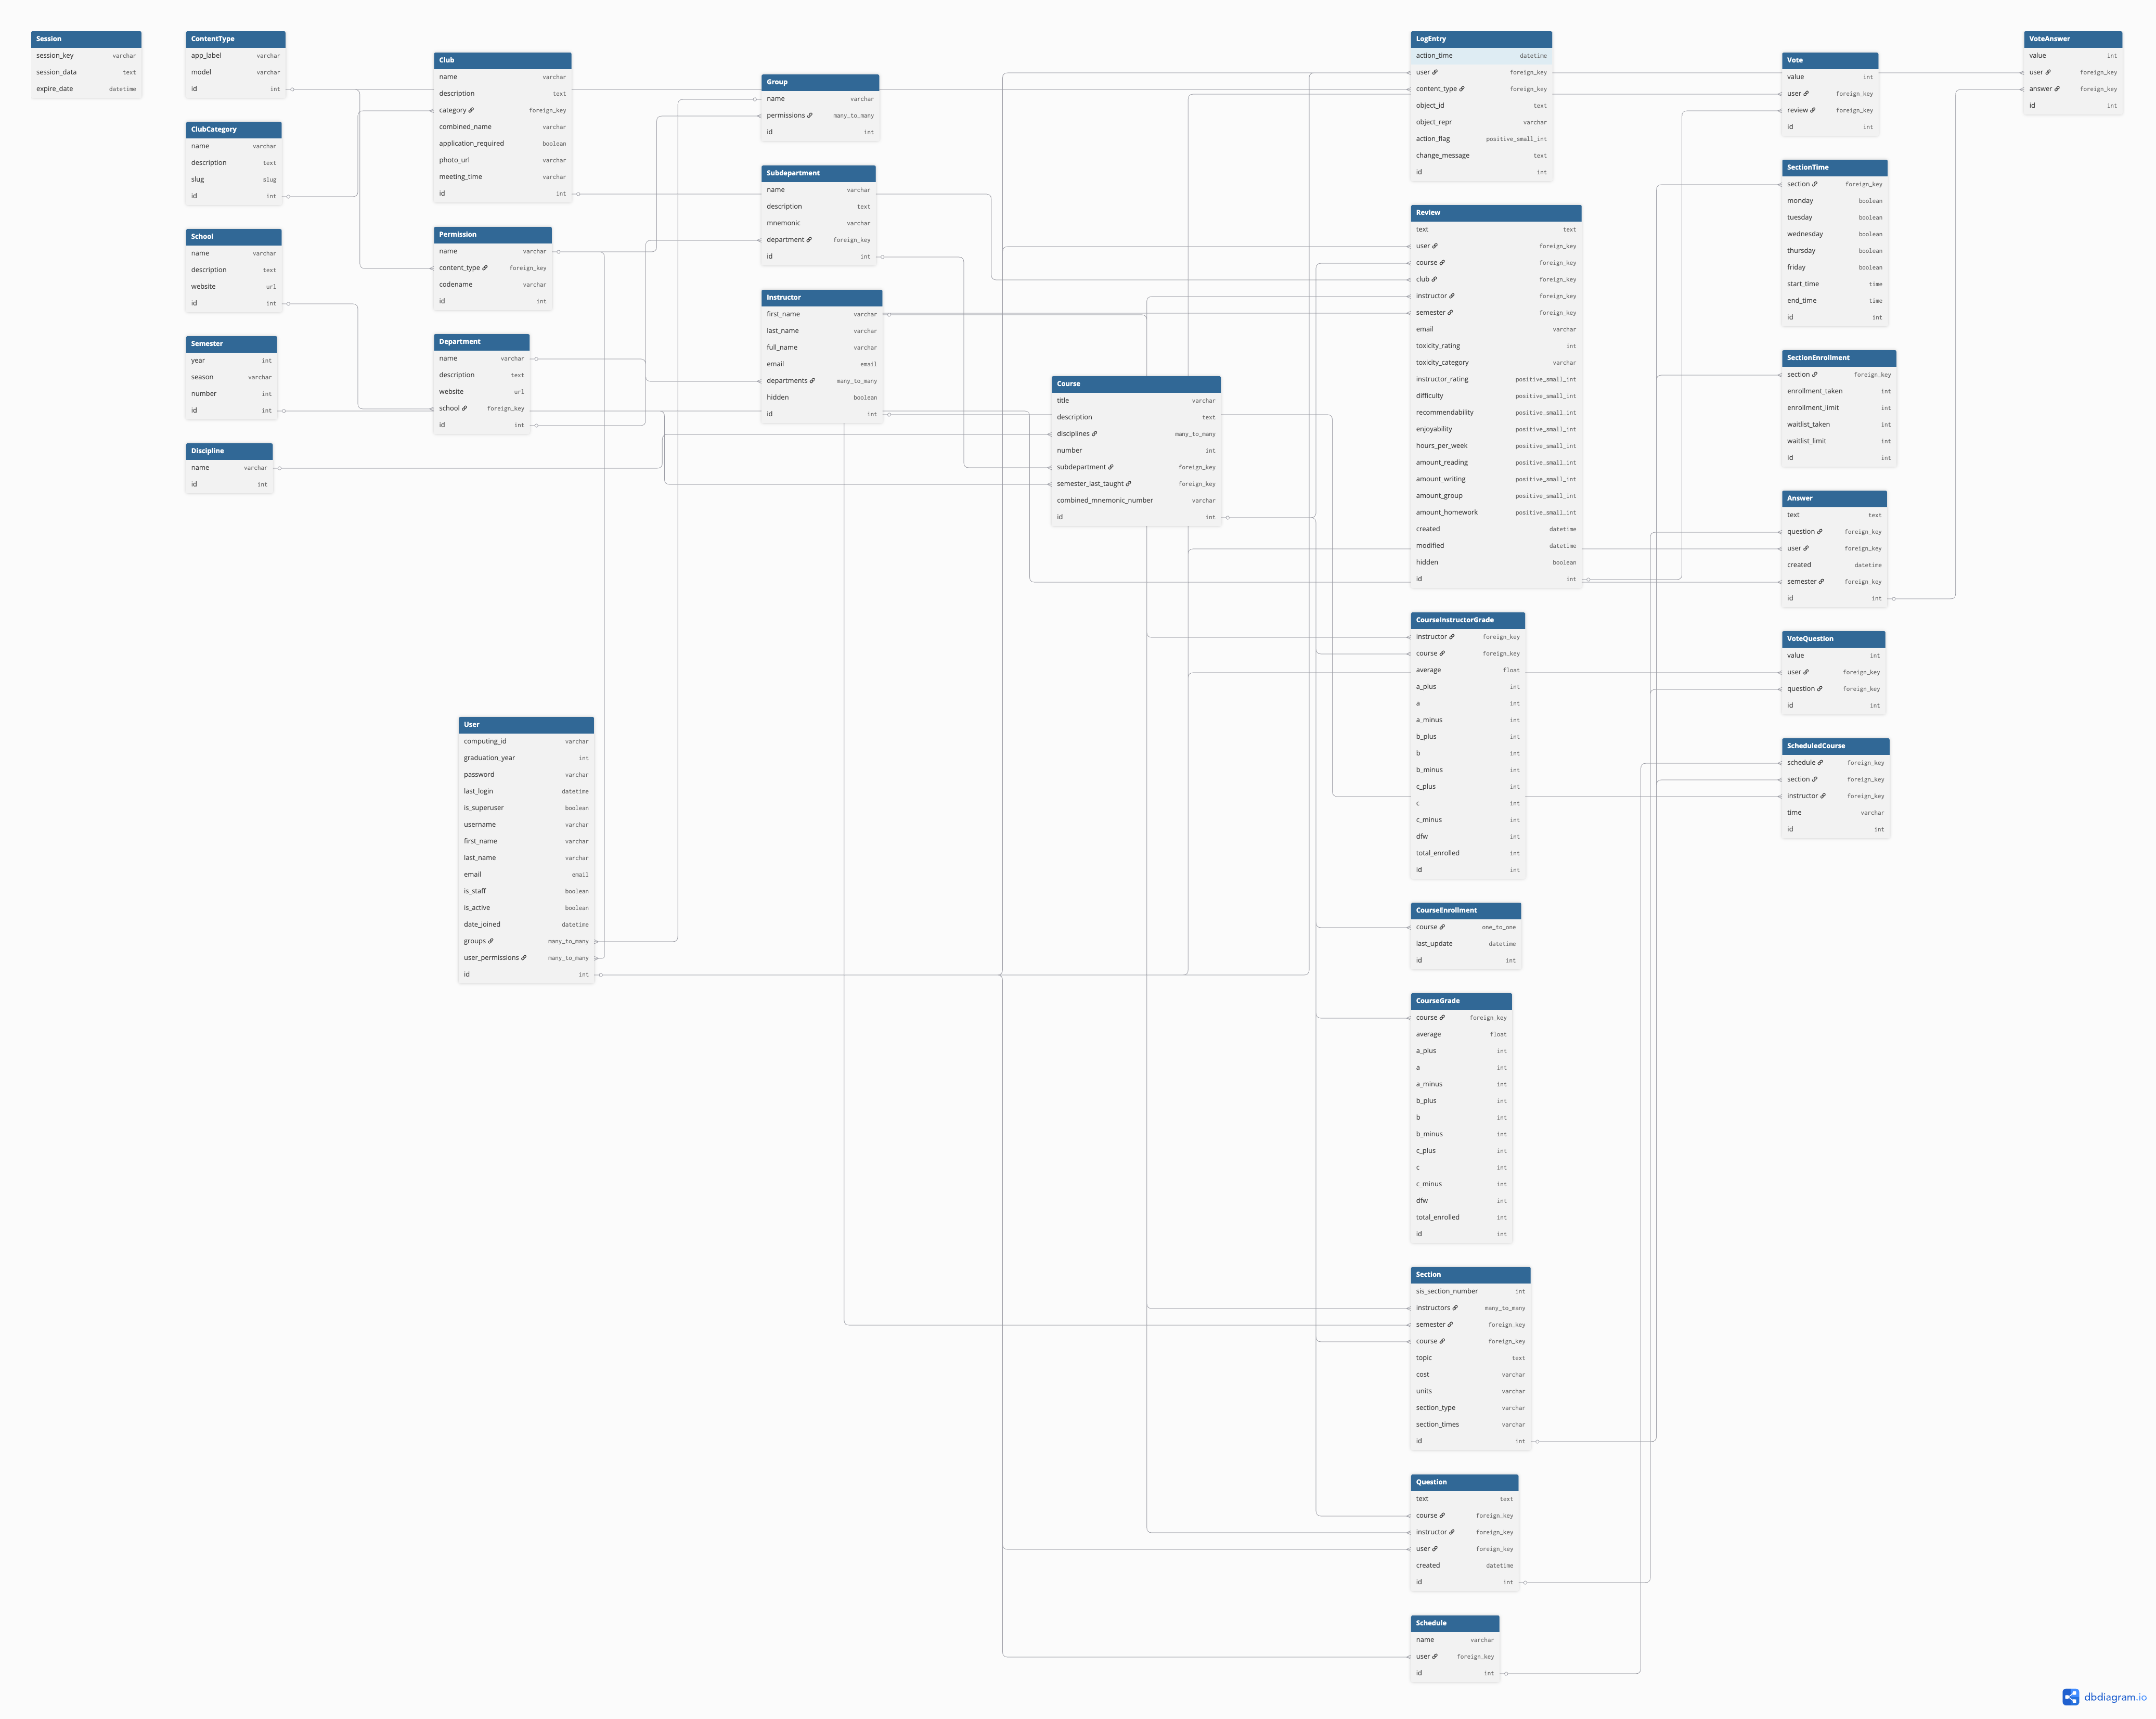 Session
session_key varchar
session_data text
expire_date datetime
ContentType
app_label varchar
model varchar
id int
ClubCategory
name varchar
description text
slug slug
id int
School
name varchar
description text
website url
id int
Semester
year int
season varchar
number int
id int
Discipline
name varchar
id int
Club
name varchar
description text
category foreign_key
combined_name varchar
application_required boolean
photo_url varchar
meeting_time varchar
id int
Permission
name varchar
content_type foreign_key
codename varchar
id int
Department
name varchar
description text
website url
school foreign_key
id int
User
computing_id varchar
graduation_year int
password varchar
last_login datetime
is_superuser boolean
username varchar
first_name varchar
last_name varchar
email email
is_staff boolean
is_active boolean
date_joined datetime
groups many_to_many
user_permissions many_to_many
id int
Group
name varchar
permissions many_to_many
id int
Subdepartment
name varchar
description text
mnemonic varchar
department foreign_key
id int
Instructor
first_name varchar
last_name varchar
full_name varchar
email email
departments many_to_many
hidden boolean
id int
Course
title varchar
description text
disciplines many_to_many
number int
subdepartment foreign_key
semester_last_taught foreign_key
combined_mnemonic_number varchar
id int
LogEntry
action_time datetime
user foreign_key
content_type foreign_key
object_id text
object_repr varchar
action_flag positive_small_int
change_message text
id int
Review
text text
user foreign_key
course foreign_key
club foreign_key
instructor foreign_key
semester foreign_key
email varchar
toxicity_rating int
toxicity_category varchar
instructor_rating positive_small_int
difficulty positive_small_int
recommendability positive_small_int
enjoyability positive_small_int
hours_per_week positive_small_int
amount_reading positive_small_int
amount_writing positive_small_int
amount_group positive_small_int
amount_homework positive_small_int
created datetime
modified datetime
hidden boolean
id int
CourseInstructorGrade
instructor foreign_key
course foreign_key
average float
a_plus int
a int
a_minus int
b_plus int
b int
b_minus int
c_plus int
c int
c_minus int
dfw int
total_enrolled int
id int
CourseEnrollment
course one_to_one
last_update datetime
id int
CourseGrade
course foreign_key
average float
a_plus int
a int
a_minus int
b_plus int
b int
b_minus int
c_plus int
c int
c_minus int
dfw int
total_enrolled int
id int
Section
sis_section_number int
instructors many_to_many
semester foreign_key
course foreign_key
topic text
cost varchar
units varchar
section_type varchar
section_times varchar
id int
Question
text text
course foreign_key
instructor foreign_key
user foreign_key
created datetime
id int
Schedule
name varchar
user foreign_key
id int
Vote
value int
user foreign_key
review foreign_key
id int
SectionTime
section foreign_key
monday boolean
tuesday boolean
wednesday boolean
thursday boolean
friday boolean
start_time time
end_time time
id int
SectionEnrollment
section foreign_key
enrollment_taken int
enrollment_limit int
waitlist_taken int
waitlist_limit int
id int
Answer
text text
question foreign_key
user foreign_key
created datetime
semester foreign_key
id int
VoteQuestion
value int
user foreign_key
question foreign_key
id int
ScheduledCourse
schedule foreign_key
section foreign_key
instructor foreign_key
time varchar
id int
VoteAnswer
value int
user foreign_key
answer foreign_key
id int
dbdiagram.io